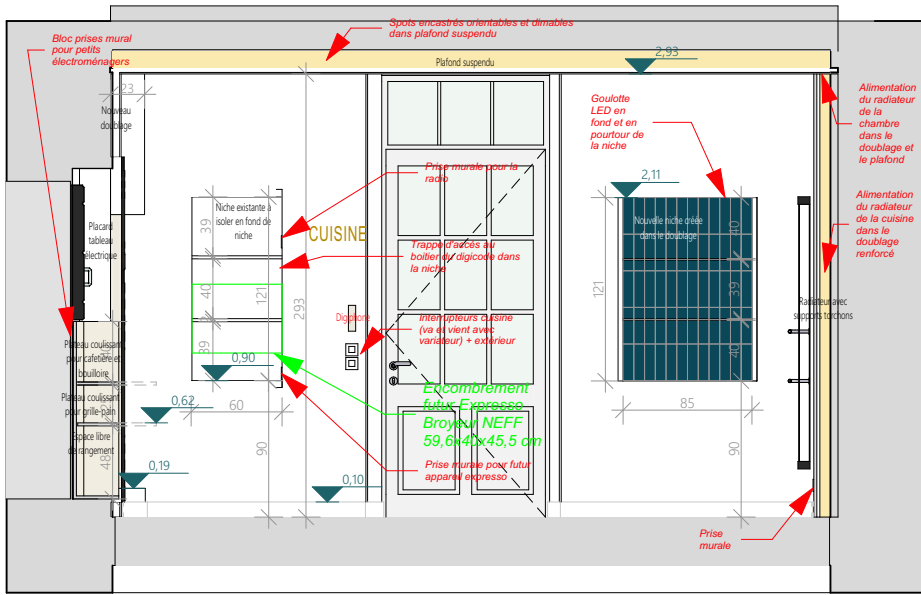 Spots encastrés orientables et dimables
dans plafond suspendu
Bloc prises mural
pour petits
électroménagers
Plafond suspendu
2,93
23
Nouveau
doublage
Goulotte
LED en
fond et en
pourtour de
la niche
Alimentation
du radiateur
de la
chambre
dans le
doublage et
le plafond
Prise murale pour la
radio
2,11
Alimentation
du radiateur
de la cuisine
dans le
doublage
renforcé
Niche existante à
isoler en fond de
niche
39
CUISINE
Nouvelle niche créée
dans le doublage
40
Placard
tableau
électrique
Trappe d'accés au
boitier du digicode dans
la niche
40
121
293
121
39
Radiateur avec
supports torchons
Digiphone
Interrupteurs cuisine
(va et vient avec
variateur) + extérieur
2
2
39
40
Plateau coulissant
pour cafetière et
bouilloire
40
0,90
Encombrement
futur Expresso
Broyeur NEFF
59,6x40x45,5 cm
Plateau coulissant
pour grille-pain
0,62
60
85
Espace libre
de rangement
48
90
90
0,19
Prise murale pour futur
appareil expresso
0,10
Prise
murale